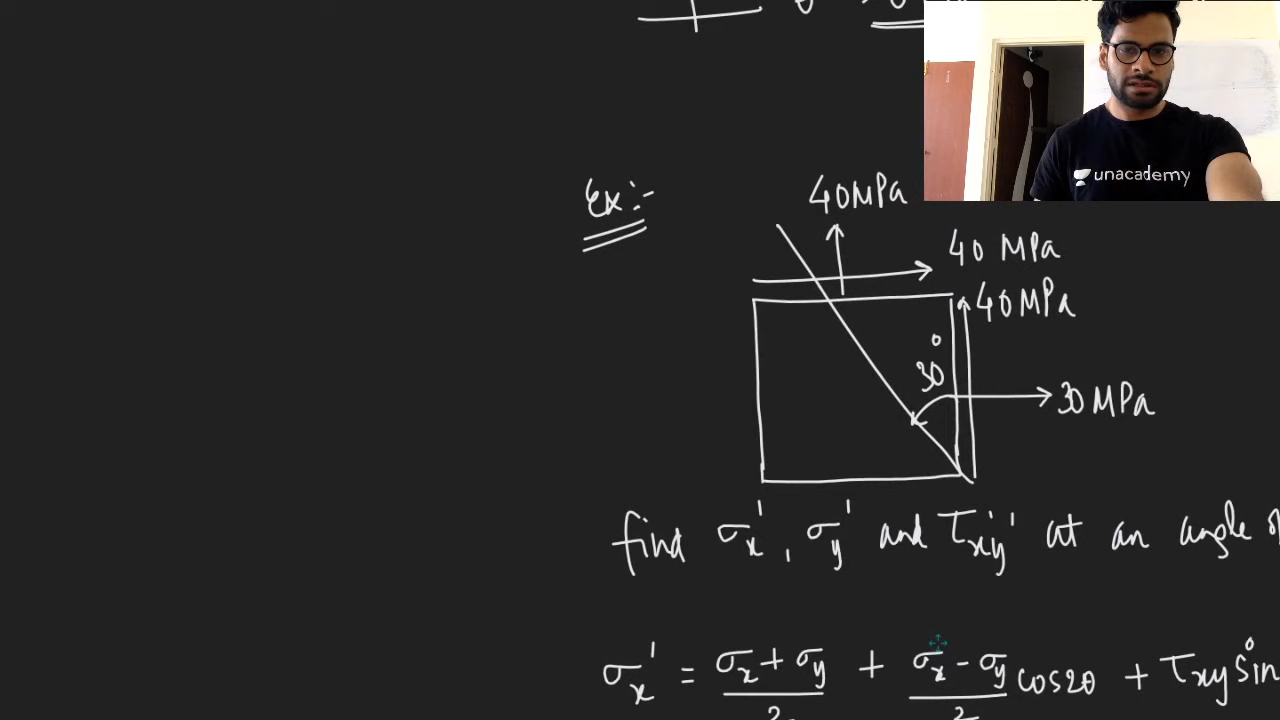 unacademy
Ex:-
40MPa
40 MPa
40MPa
30°
30 MPa
find σx', σy' and τx'y' at an angle
σx' = σx + σy / 2 + σx - σy / 2 cos2θ + τxy sin